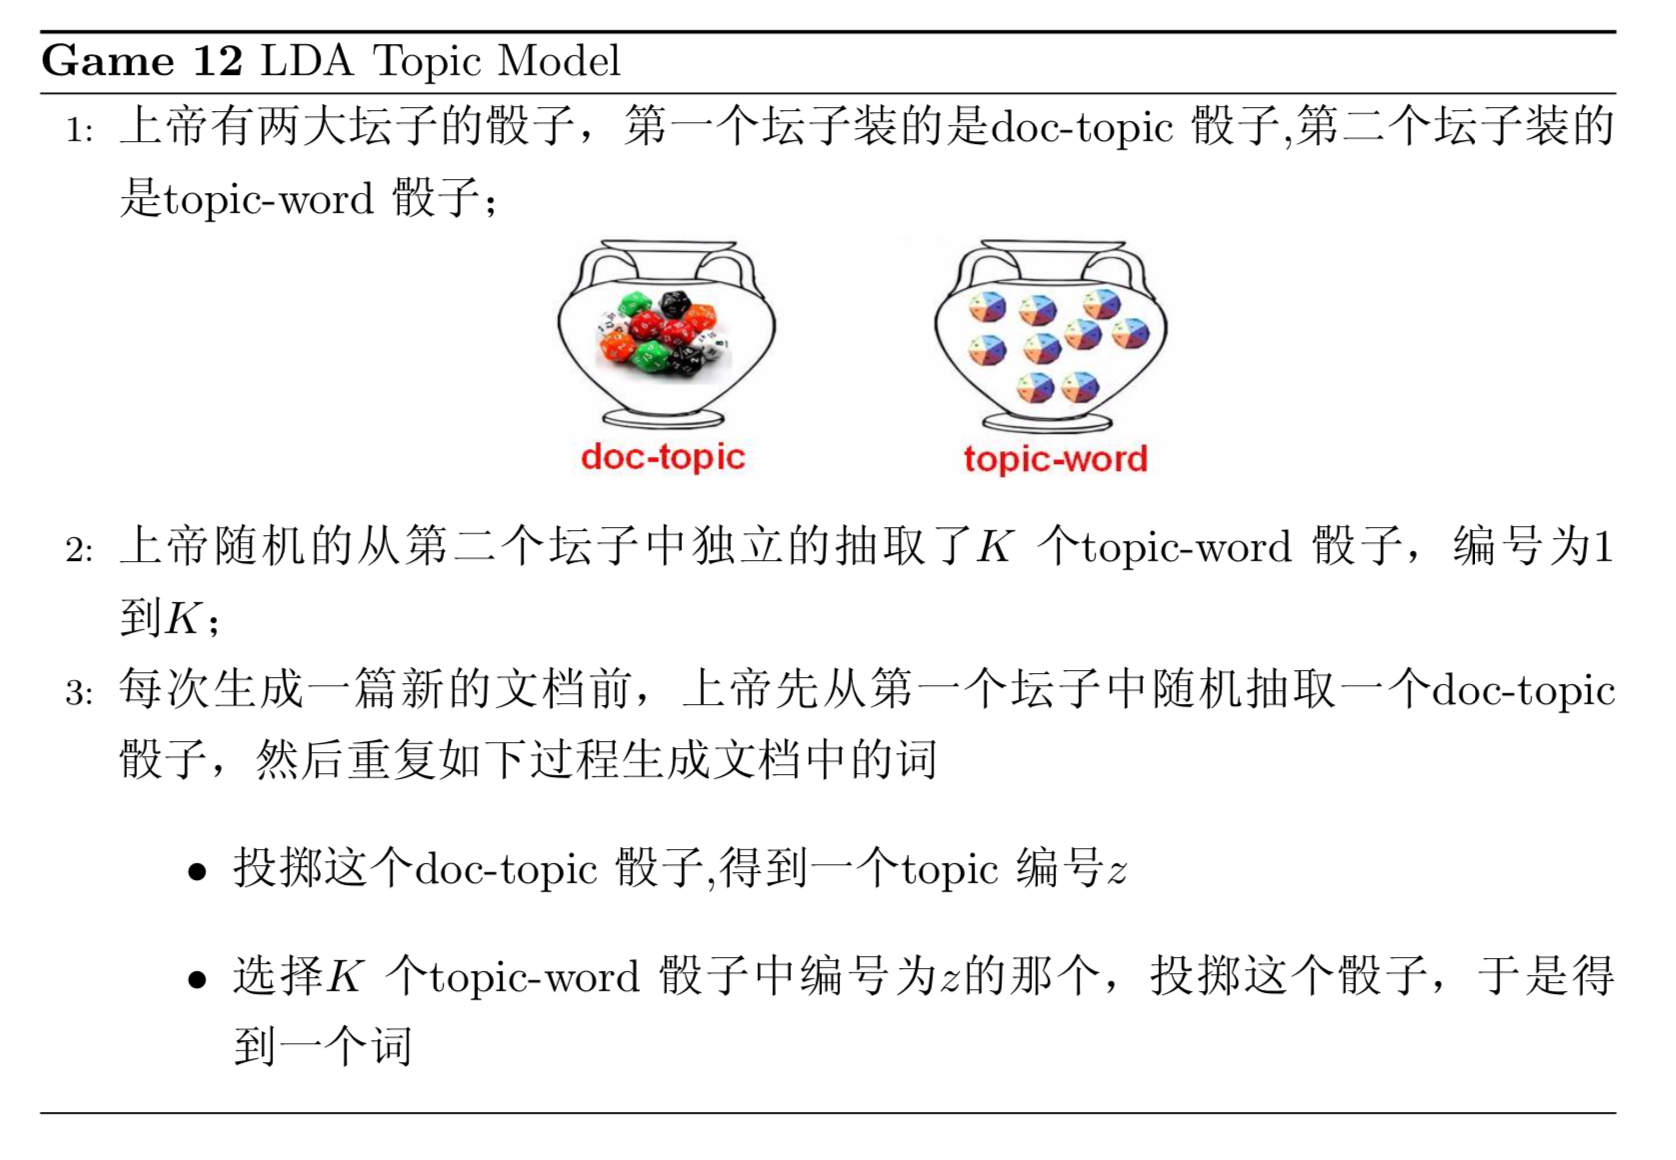 Game 12 LDA Topic Model
1: 上帝有两大坛子的骰子，第一个坛子装的是doc-topic 骰子,第二个坛子装的
是topic-word 骰子；
doc-topic topic-word
2: 上帝随机的从第二个坛子中独立的抽取了K 个topic-word 骰子，编号为1
到K；
3: 每次生成一篇新的文档前，上帝先从第一个坛子中随机抽取一个doc-topic
骰子，然后重复如下过程生成文档中的词
• 投掷这个doc-topic 骰子,得到一个topic 编号z
• 选择K 个topic-word 骰子中编号为z的那个，投掷这个骰子，于是得
到一个词